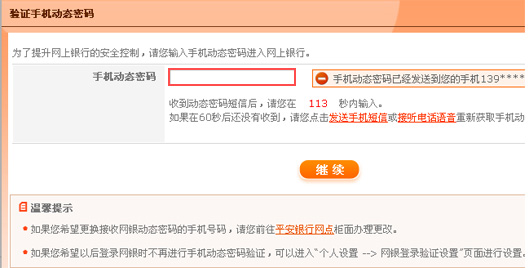 验证手机动态密码
为了提升网上银行的安全控制，请您输入手机动态密码进入网上银行。
手机动态密码
手机动态密码已经发送到您的手机139****
收到动态密码短信后，请您在 113 秒内输入。
如果在60秒后还没有收到，请您点击发送手机短信或接听电话语音重新获取手机动
继 续
温馨提示
如果您希望更换接收网银动态密码的手机号码，请您前往平安银行网点柜面办理更改。
如果您希望以后登录网银时不再进行手机动态密码验证，可以进入“个人设置 --> 网银登录验证设置”页面进行设置。